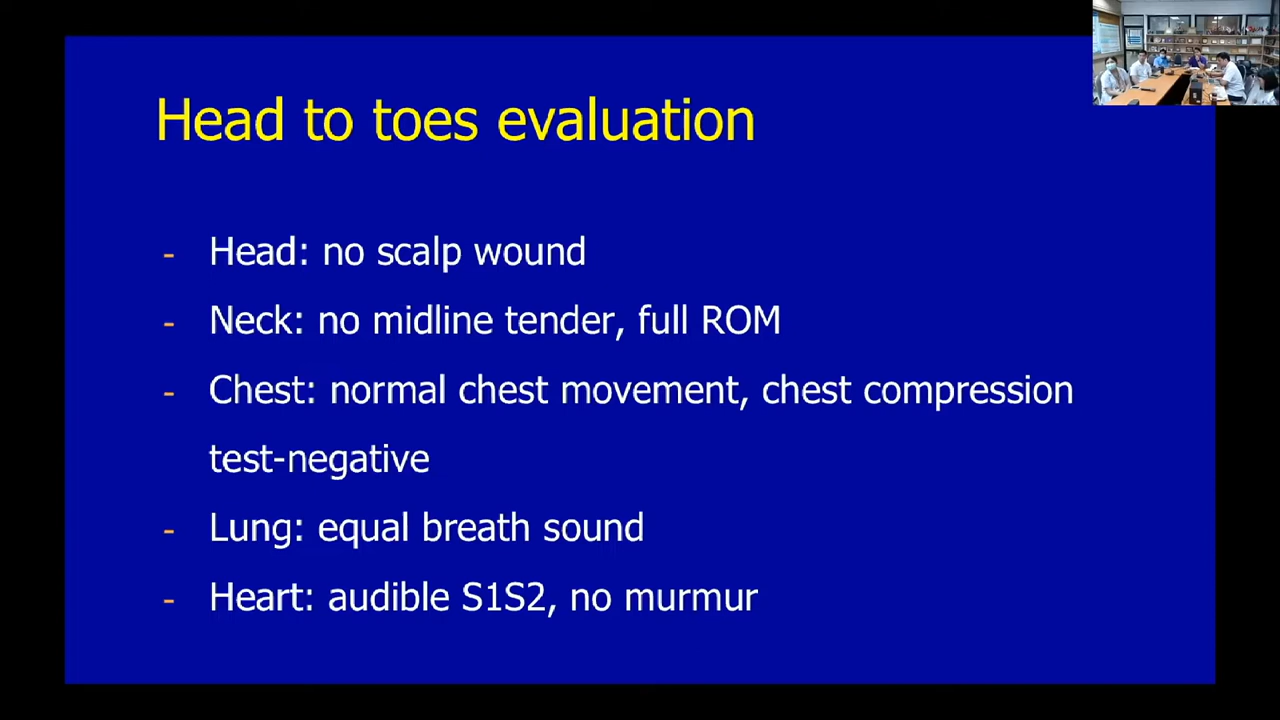 Head to toes evaluation
- Head: no scalp wound
- Neck: no midline tender, full ROM
- Chest: normal chest movement, chest compression
test-negative
- Lung: equal breath sound
- Heart: audible S1S2, no murmur